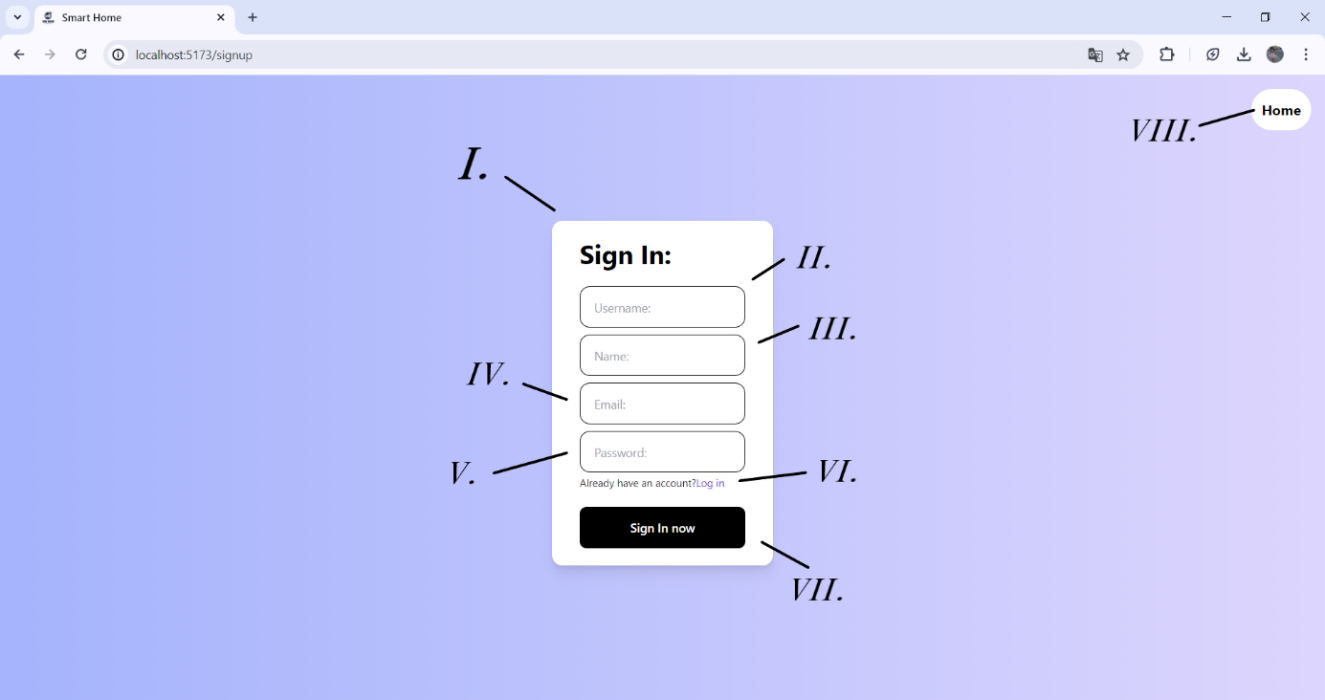 Smart Home
localhost:5173/signup
Home
VIII.
I.
Sign In:
II.
Username:
III.
Name:
IV.
Email:
V.
Password:
VI.
Already have an account?Log in
Sign In now
VII.